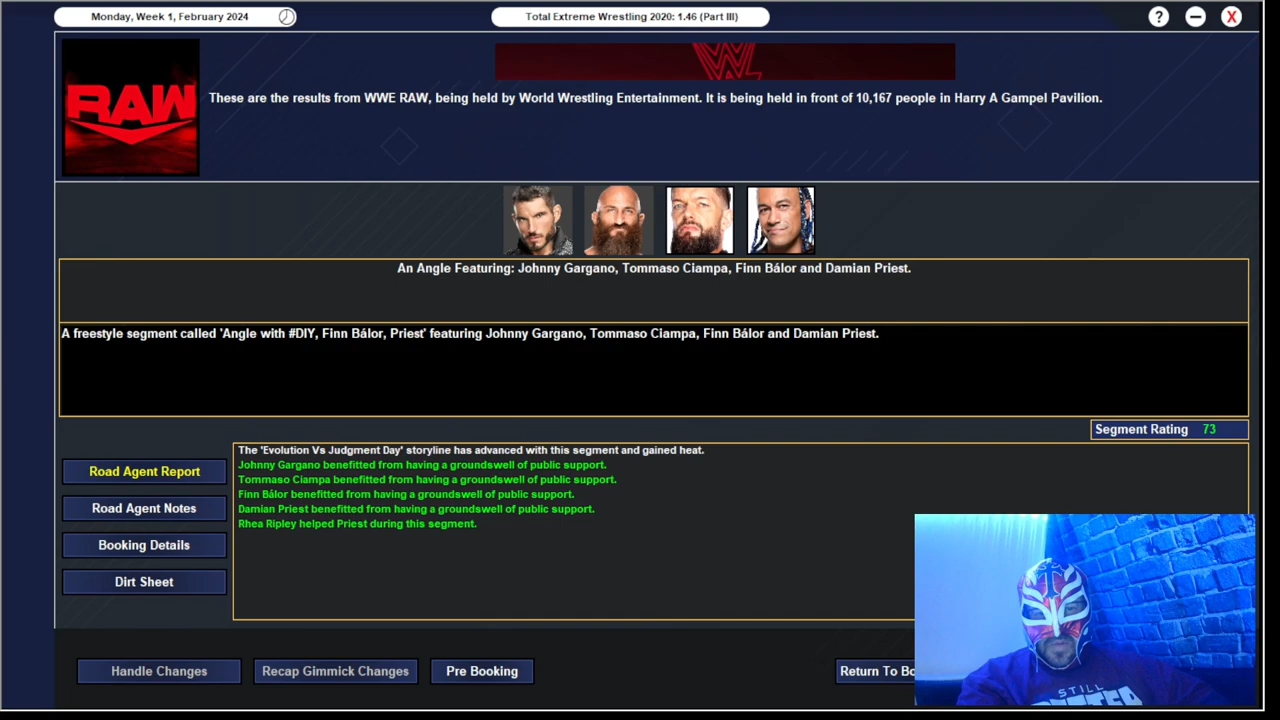 Monday, Week 1, February 2024
Total Extreme Wrestling 2020: 1.46 (Part III)
?
X
RAW
These are the results from WWE RAW, being held by World Wrestling Entertainment. It is being held in front of 10,167 people in Harry A Gampel Pavilion.
An Angle Featuring: Johnny Gargano, Tommaso Ciampa, Finn Bálor and Damian Priest.
A freestyle segment called 'Angle with #DIY, Finn Bálor, Priest' featuring Johnny Gargano, Tommaso Ciampa, Finn Bálor and Damian Priest.
Segment Rating 73
The 'Evolution Vs Judgment Day' storyline has advanced with this segment and gained heat.
Johnny Gargano benefitted from having a groundswell of public support.
Tommaso Ciampa benefitted from having a groundswell of public support.
Finn Bálor benefitted from having a groundswell of public support.
Damian Priest benefitted from having a groundswell of public support.
Rhea Ripley helped Priest during this segment.
Road Agent Report
Road Agent Notes
Booking Details
Dirt Sheet
Handle Changes
Recap Gimmick Changes
Pre Booking
Return To Bo
STILL